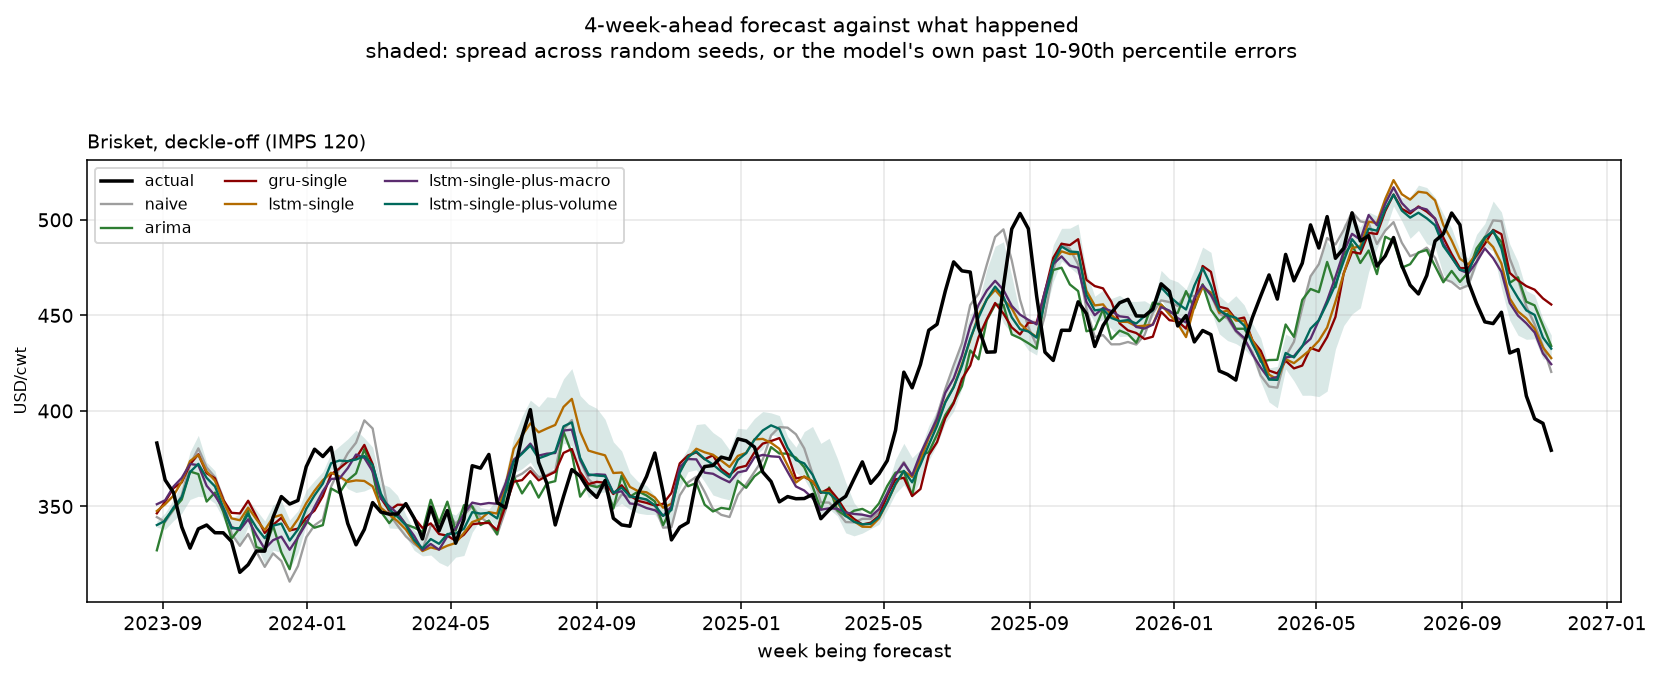 4-week-ahead forecast against what happened
shaded: spread across random seeds, or the model's own past 10-90th percentile errors
Brisket, deckle-off (IMPS 120)
actual
naive
arima
gru-single
lstm-single
lstm-single-plus-macro
lstm-single-plus-volume
USD/cwt
500
450
400
350
2023-09 2024-01 2024-05 2024-09 2025-01 2025-05 2025-09 2026-01 2026-05 2026-09 2027-01
week being forecast